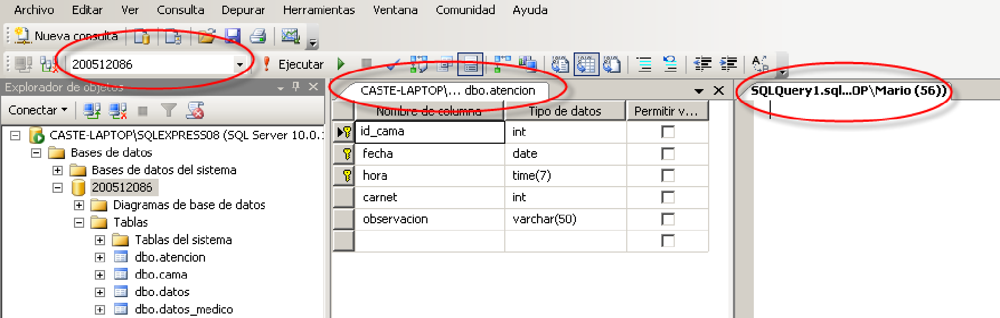 Archivo Editar Ver Consulta Depurar Herramientas Ventana Comunidad Ayuda
Nueva consulta
200512086 Ejecutar
Explorador de objetos
Conectar
CASTE-LAPTOP\SQLEXPRESS08 (SQL Server 10.0.
Bases de datos
Bases de datos del sistema
200512086
Diagramas de base de datos
Tablas
Tablas del sistema
dbo.atencion
dbo.cama
dbo.datos
dbo.datos_medico
CASTE-LAPTOP\... dbo.atencion
Nombre de columna Tipo de datos Permitir v...
id_cama int
fecha date
hora time(7)
carnet int
observacion varchar(50)
SQLQuery1.sql...OP\Mario (56))